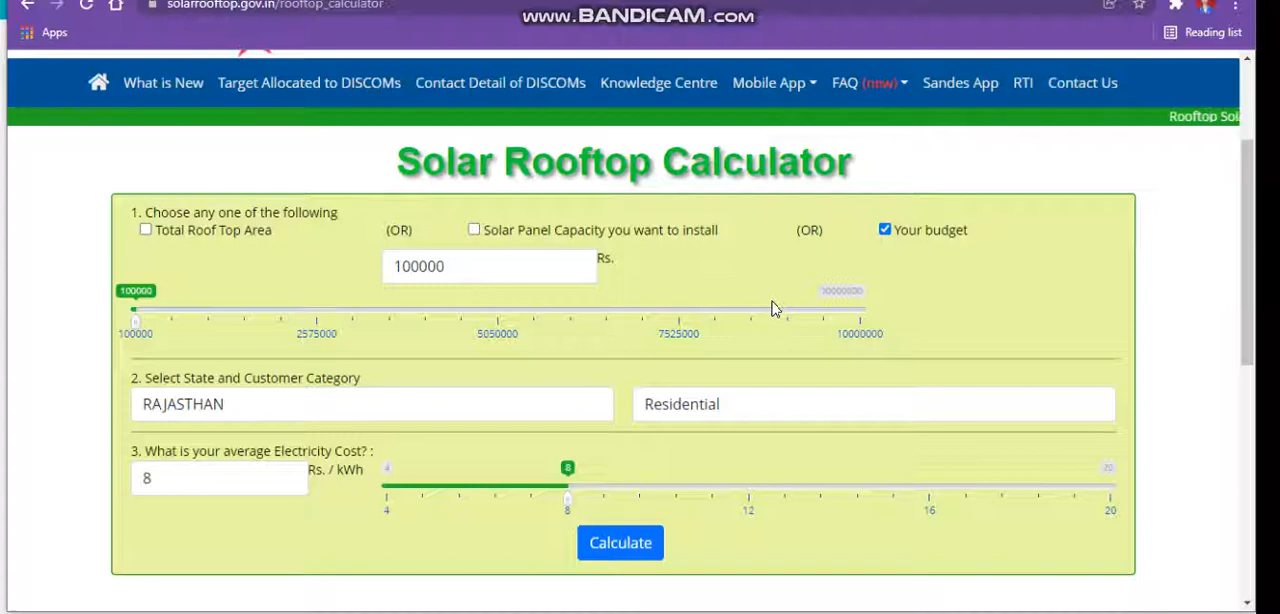 solarrooftop.gov.in/rooftop_calculator
www.BANDICAM.com
Apps
Reading list
What is New Target Allocated to DISCOMs Contact Detail of DISCOMs Knowledge Centre Mobile App FAQ (new) Sandes App RTI Contact Us
Rooftop Sol
Solar Rooftop Calculator
1. Choose any one of the following
Total Roof Top Area (OR) Solar Panel Capacity you want to install (OR) Your budget
100000 Rs.
100000 10000000
100000 2575000 5050000 7525000 10000000
2. Select State and Customer Category
RAJASTHAN Residential
3. What is your average Electricity Cost? :
8 Rs. / kWh
4 8 20
4 8 12 16 20
Calculate